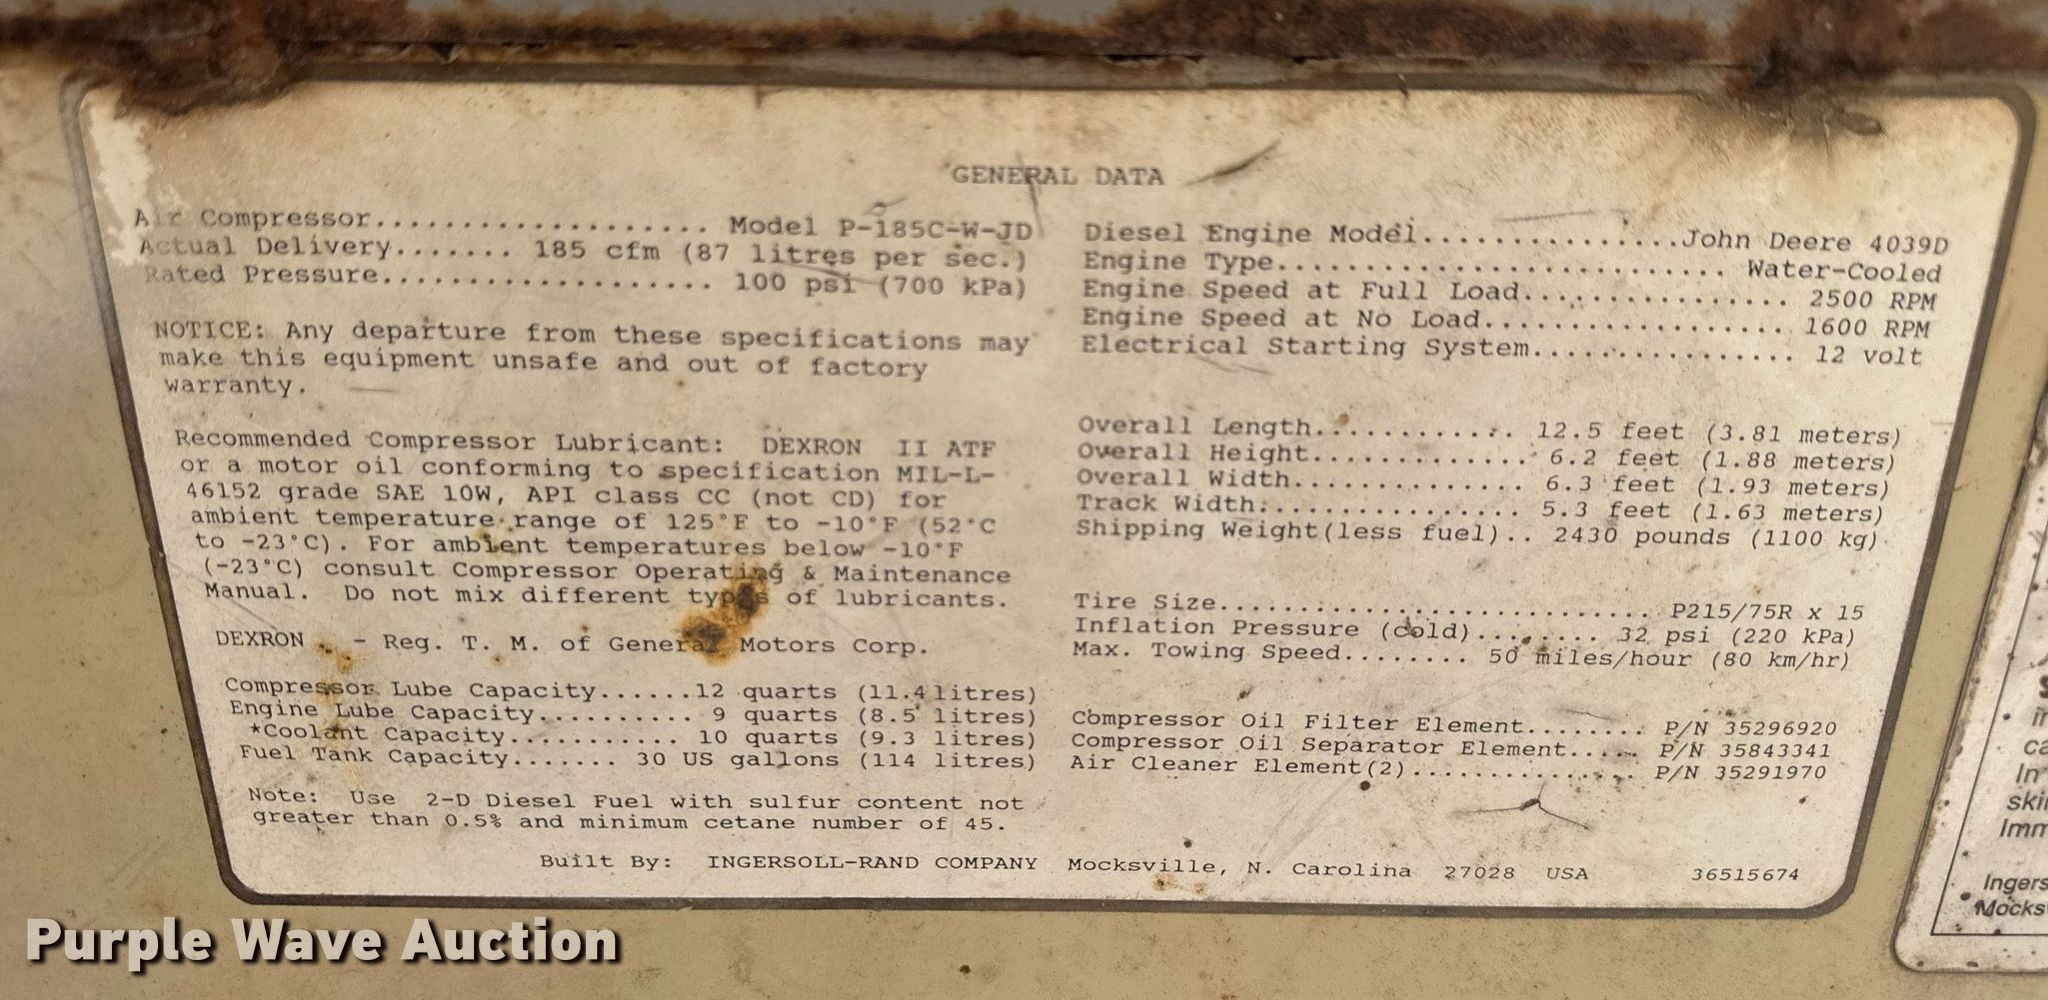 GENERAL DATA
Air Compressor.................. Model P-185C-W-JD
Actual Delivery....... 185 cfm (87 litres per sec.)
Rated Pressure.................. 100 psi (700 kPa)
NOTICE: Any departure from these specifications may
make this equipment unsafe and out of factory
warranty.
Recommended Compressor Lubricant: DEXRON II ATF
or a motor oil conforming to specification MIL-L-
46152 grade SAE 10W, API class CC (not CD) for
ambient temperature range of 125°F to -10°F (52°C
to -23°C). For ambient temperatures below -10°F
(-23°C) consult Compressor Operating & Maintenance
Manual. Do not mix different types of lubricants.
DEXRON - Reg. T. M. of General Motors Corp.
Compressor Lube Capacity......12 quarts (11.4 litres)
Engine Lube Capacity.......... 9 quarts (8.5 litres)
*Coolant Capacity........... 10 quarts (9.3 litres)
Fuel Tank Capacity....... 30 US gallons (114 litres)
Note: Use 2-D Diesel Fuel with sulfur content not
greater than 0.5% and minimum cetane number of 45.
Diesel Engine Model...............John Deere 4039D
Engine Type.......................... Water-Cooled
Engine Speed at Full Load............... 2500 RPM
Engine Speed at No Load................. 1600 RPM
Electrical Starting System............... 12 volt
Overall Length............ 12.5 feet (3.81 meters)
Overall Height............. 6.2 feet (1.88 meters)
Overall Width.............. 6.3 feet (1.93 meters)
Track Width................ 5.3 feet (1.63 meters)
Shipping Weight(less fuel).. 2430 pounds (1100 kg)
Tire Size............................ P215/75R x 15
Inflation Pressure (cold)........ 32 psi (220 kPa)
Max. Towing Speed........ 50 miles/hour (80 km/hr)
Compressor Oil Filter Element........ P/N 35296920
Compressor Oil Separator Element..... P/N 35843341
Air Cleaner Element(2)............... P/N 35291970
Built By: INGERSOLL-RAND COMPANY Mocksville, N. Carolina 27028 USA 36515674
Imm
Ingers
Mocksv
Purple Wave Auction